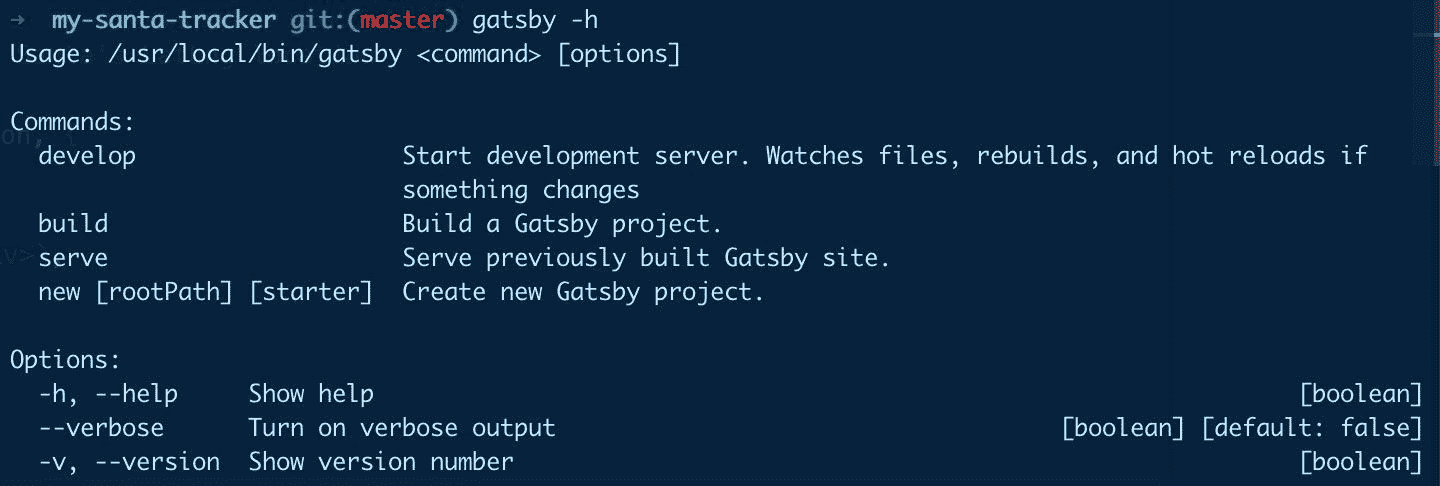 → my-santa-tracker git:(master) gatsby -h
Usage: /usr/local/bin/gatsby <command> [options]
Commands:
develop Start development server. Watches files, rebuilds, and hot reloads if
something changes
build Build a Gatsby project.
serve Serve previously built Gatsby site.
new [rootPath] [starter] Create new Gatsby project.
Options:
-h, --help Show help [boolean]
--verbose Turn on verbose output [boolean] [default: false]
-v, --version Show version number [boolean]